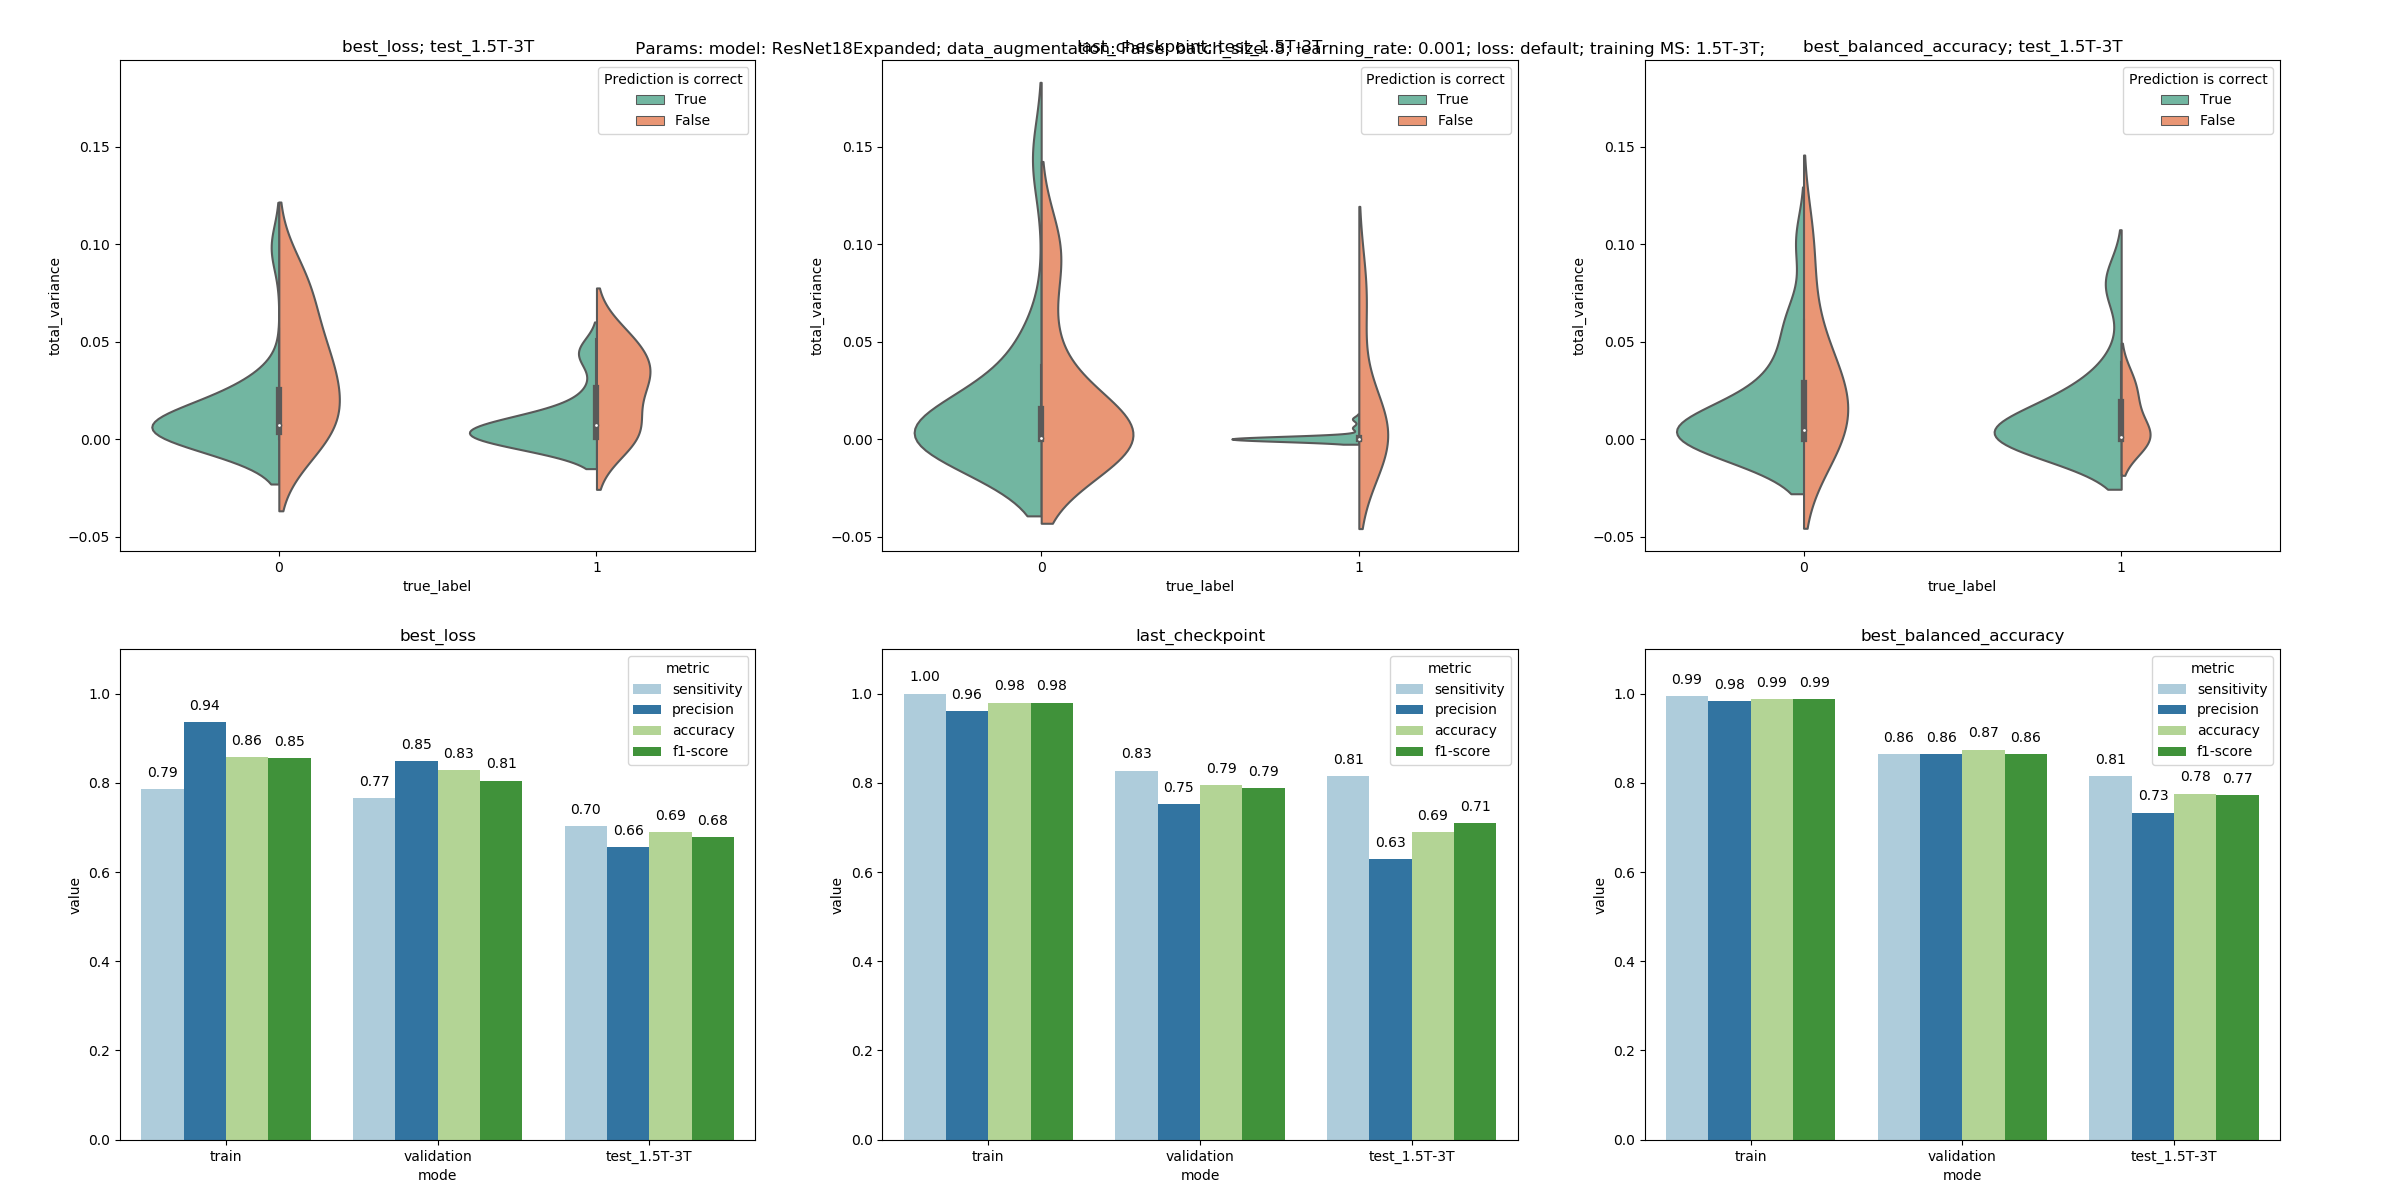 Params: model: ResNet18Expanded; data_augmentation: False; batch_size: 8; learning_rate: 0.001; loss: default; training MS: 1.5T-3T;
best_loss; test_1.5T-3T
last_checkpoint; test_1.5T-3T
best_balanced_accuracy; test_1.5T-3T
Prediction is correct
True
False
0.15
0.10
0.05
0.00
−0.05
total_variance
0
1
true_label
Prediction is correct
True
False
0.15
0.10
0.05
0.00
−0.05
total_variance
0
1
true_label
Prediction is correct
True
False
0.15
0.10
0.05
0.00
−0.05
total_variance
0
1
true_label
best_loss
metric
sensitivity
precision
accuracy
f1-score
1.0
0.8
0.6
0.4
0.2
0.0
value
0.79
0.94
0.86
0.85
0.77
0.85
0.83
0.81
0.70
0.66
0.69
0.68
train
validation
test_1.5T-3T
mode
last_checkpoint
metric
sensitivity
precision
accuracy
f1-score
1.0
0.8
0.6
0.4
0.2
0.0
value
1.00
0.96
0.98
0.98
0.83
0.75
0.79
0.79
0.81
0.63
0.69
0.71
train
validation
test_1.5T-3T
mode
best_balanced_accuracy
metric
sensitivity
precision
accuracy
f1-score
1.0
0.8
0.6
0.4
0.2
0.0
value
0.99
0.98
0.99
0.99
0.86
0.86
0.87
0.86
0.81
0.73
0.78
0.77
train
validation
test_1.5T-3T
mode